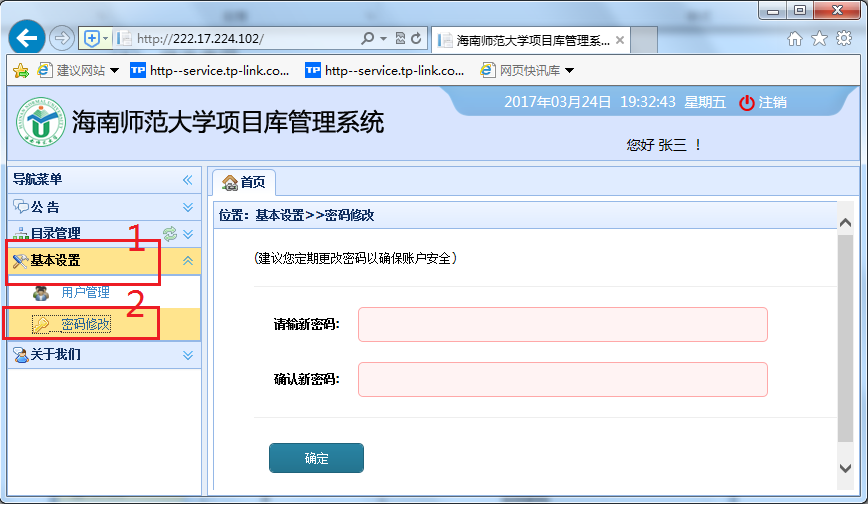 http://222.17.224.102/
海南师范大学项目库管理系...
建议网站
http--service.tp-link.co...
http--service.tp-link.co...
网页快讯库
海南师范大学项目库管理系统
2017年03月24日 19:32:43 星期五 注销
您好 张三 ！
导航菜单
公 告
目录管理
1
基本设置
用户管理
2
密码修改
关于我们
首页
位置：基本设置>>密码修改
(建议您定期更改密码以确保账户安全)
请输新密码:
确认新密码:
确定